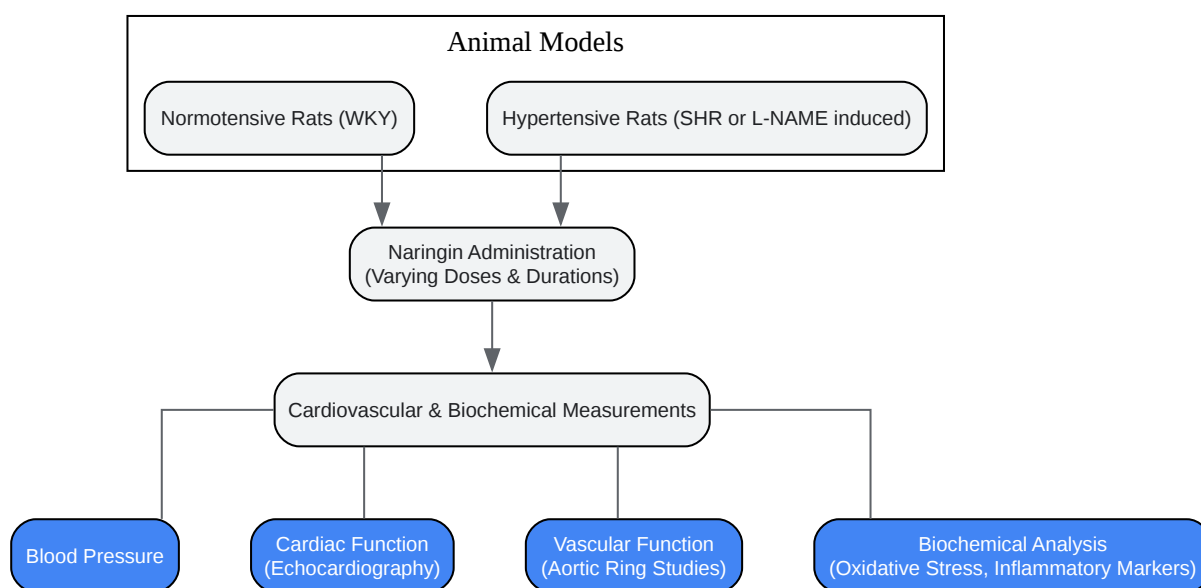 Animal Models
Normotensive Rats (WKY)
Hypertensive Rats (SHR or L-NAME induced)
Naringin Administration
(Varying Doses & Durations)
Cardiovascular & Biochemical Measurements
Blood Pressure
Cardiac Function
(Echocardiography)
Vascular Function
(Aortic Ring Studies)
Biochemical Analysis
(Oxidative Stress, Inflammatory Markers)